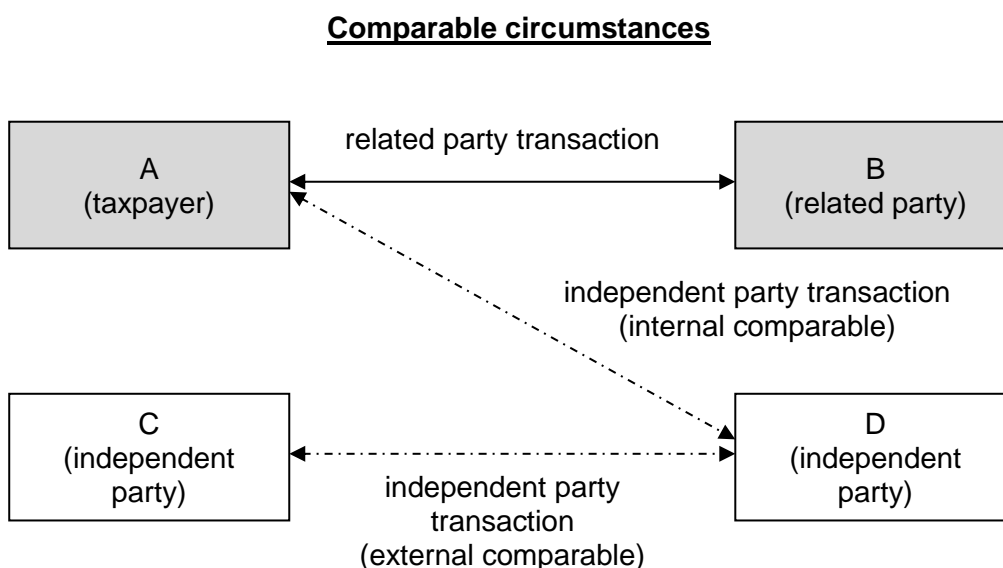 Comparable circumstances
related party transaction
A
(taxpayer)
B
(related party)
independent party transaction
(internal comparable)
C
(independent
party)
D
(independent
party)
independent party
transaction
(external comparable)